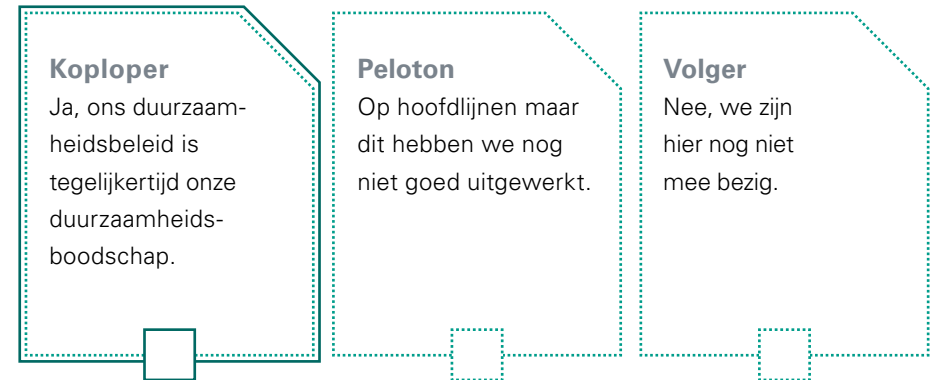 Koploper
Ja, ons duurzaam-
heidsbeleid is
tegelijkertijd onze
duurzaamheids-
boodschap.
Peloton
Op hoofdlijnen maar
dit hebben we nog
niet goed uitgewerkt.
Volger
Nee, we zijn
hier nog niet
mee bezig.